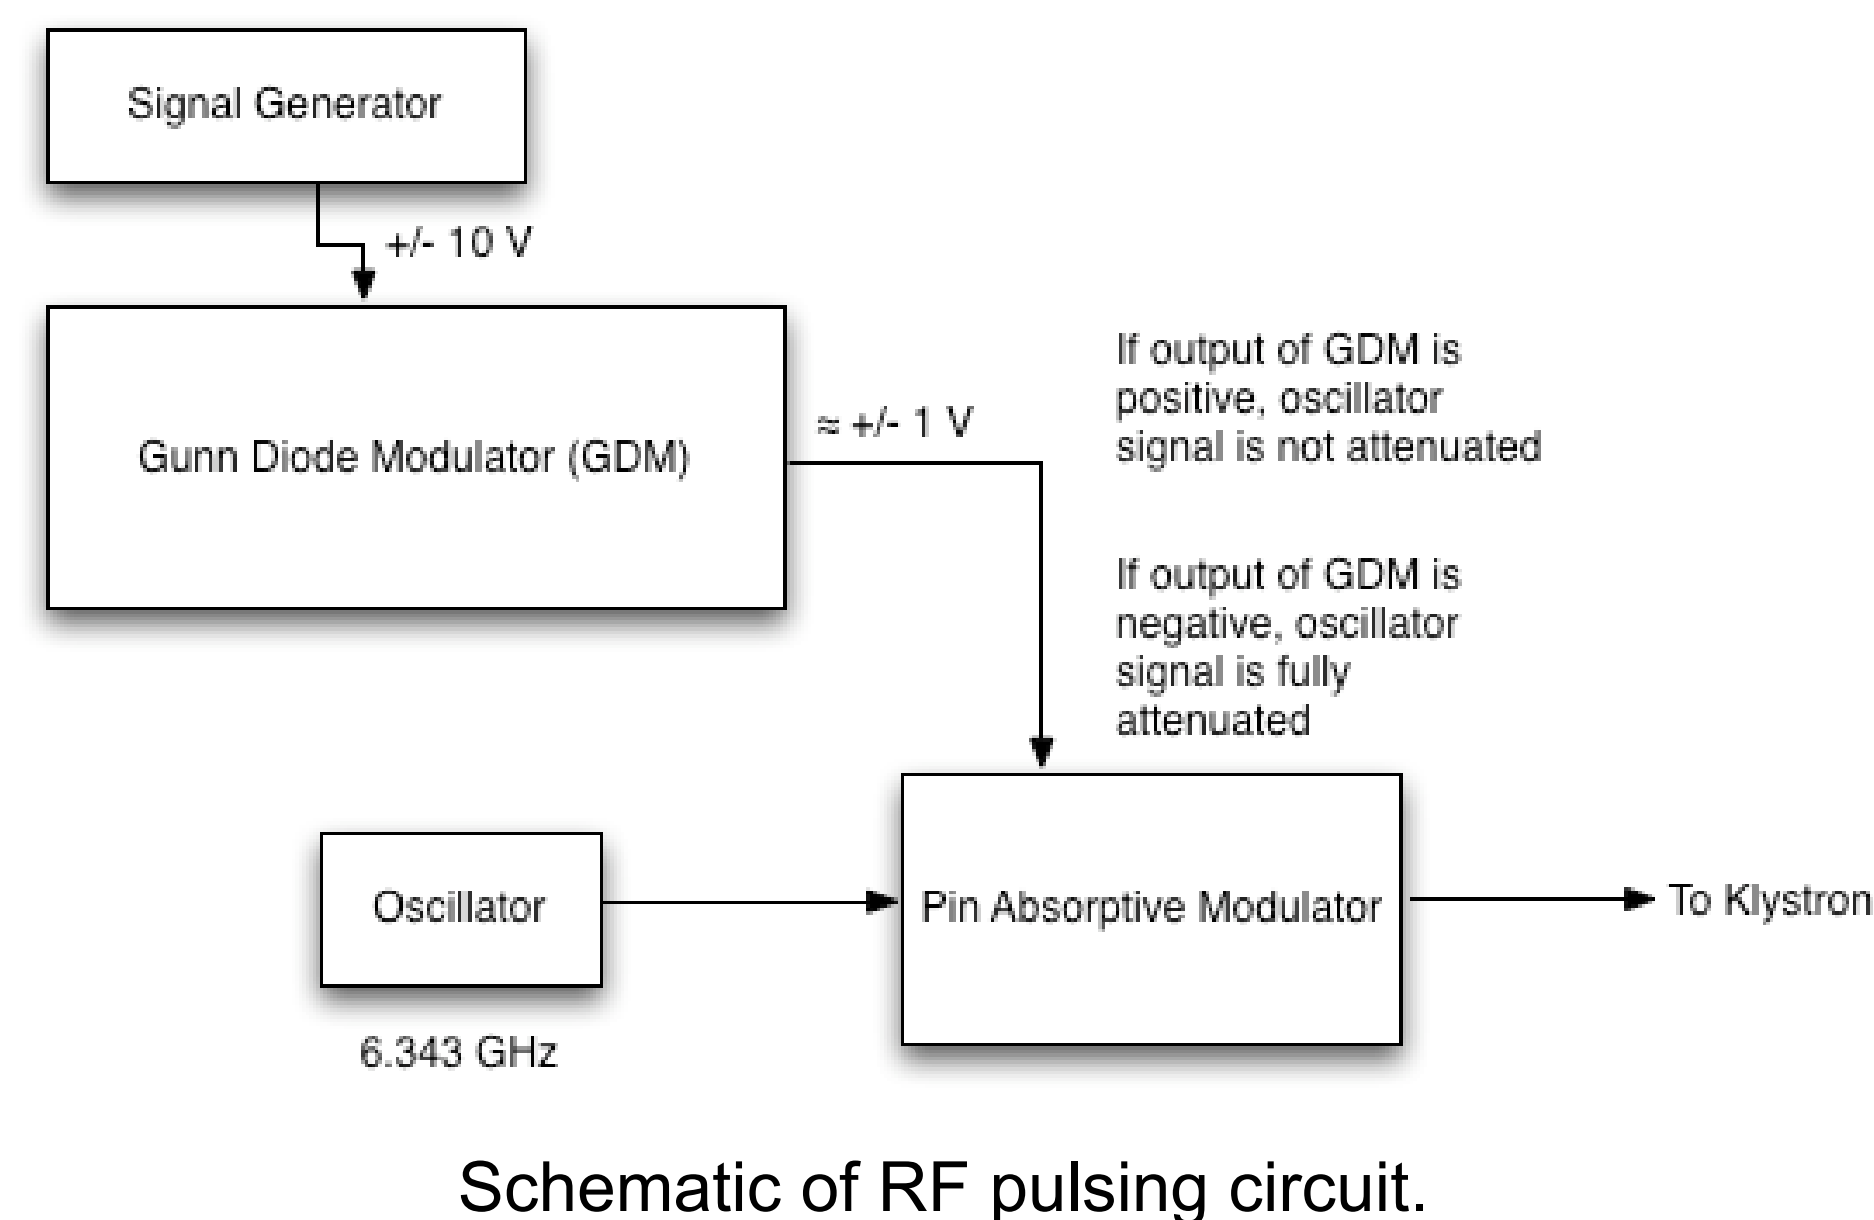 Signal Generator
+/- 10 V
Gunn Diode Modulator (GDM)
≈ +/- 1 V
If output of GDM is
positive, oscillator
signal is not attenuated
If output of GDM is
negative, oscillator
signal is fully
attenuated
Oscillator
Pin Absorptive Modulator
To Klystron
6.343 GHz
Schematic of RF pulsing circuit.